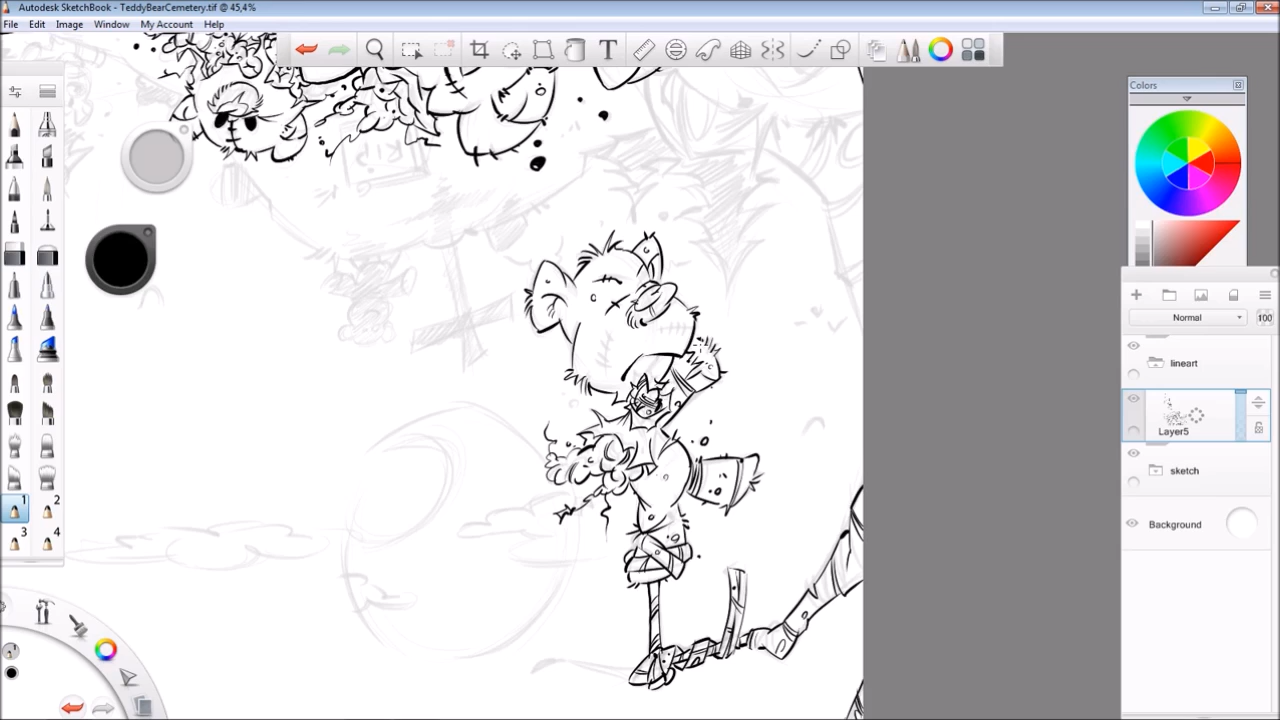 Autodesk SketchBook - TeddyBearCemetery.tif @ 45,4%
File Edit Image Window My Account Help
T
Colors
Normal 100
lineart
Layer5
sketch
Background
1 2
3 4